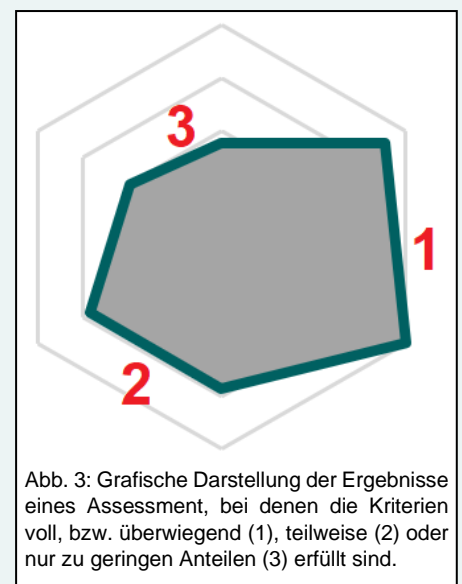 3
1
2
Abb. 3: Grafische Darstellung der Ergebnisse
eines Assessment, bei denen die Kriterien
voll, bzw. überwiegend (1), teilweise (2) oder
nur zu geringen Anteilen (3) erfüllt sind.